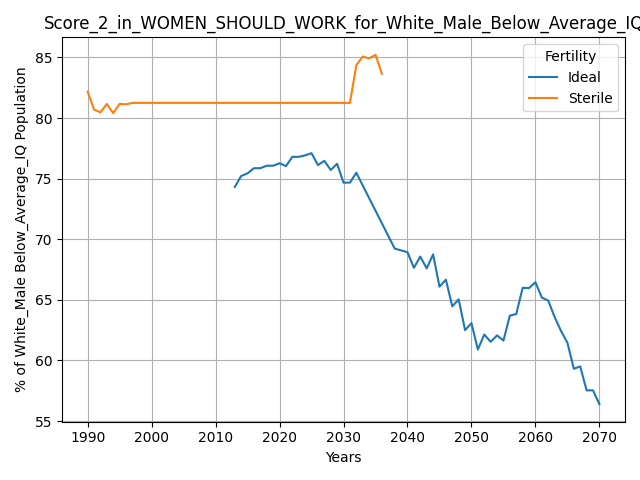 Score_2_in_WOMEN_SHOULD_WORK_for_White_Male_Below_Average_IQ
Fertility
Ideal
Sterile
% of White_Male Below_Average_IQ Population
85
80
75
70
65
60
55
1990 2000 2010 2020 2030 2040 2050 2060 2070
Years